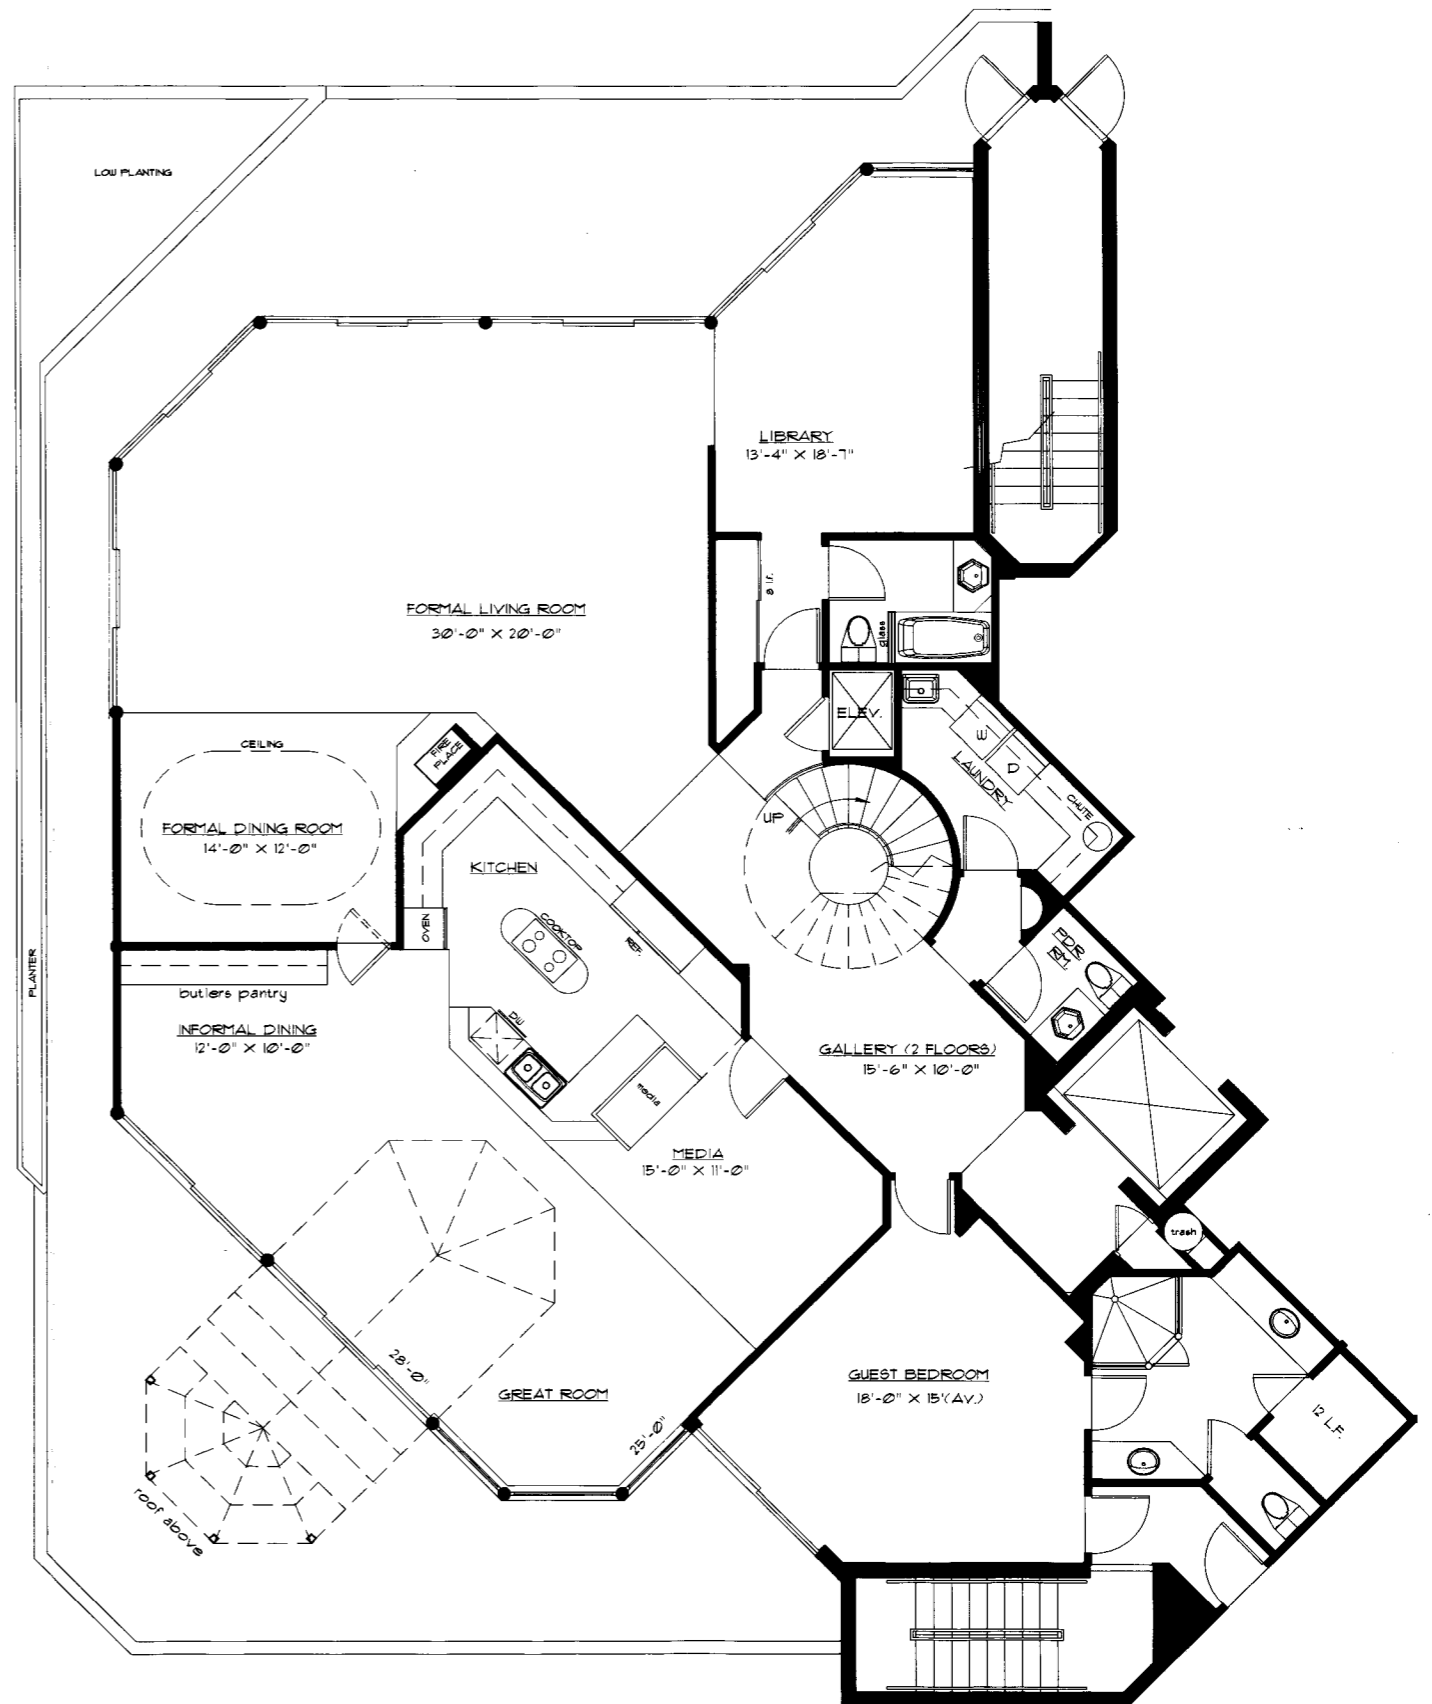 LOW PLANTING
LIBRARY
13'-4" X 18'-7"
8 l.f.
FORMAL LIVING ROOM
30'-0" X 20'-0"
glass
ELEV.
W
D
LAUNDRY
CHUTE
CEILING
FIRE
PLACE
UP
FORMAL DINING ROOM
14'-0" X 12'-0"
KITCHEN
OVEN
COOKTOP
REF.
PDR
RM.
PLANTER
butlers pantry
INFORMAL DINING
12'-0" X 10'-0"
DW
GALLERY (2 FLOORS)
15'-6" X 10'-0"
media
MEDIA
15'-0" X 11'-0"
trash
28'-0"
GREAT ROOM
25'-0"
GUEST BEDROOM
18'-0" X 15'(AV.)
12 L.F.
roof above